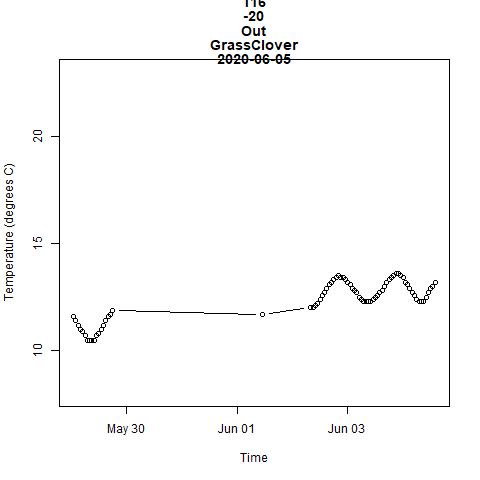 T16
-20
Out
GrassClover
2020-06-05
Temperature (degrees C)
20
15
10
May 30
Jun 01
Jun 03
Time